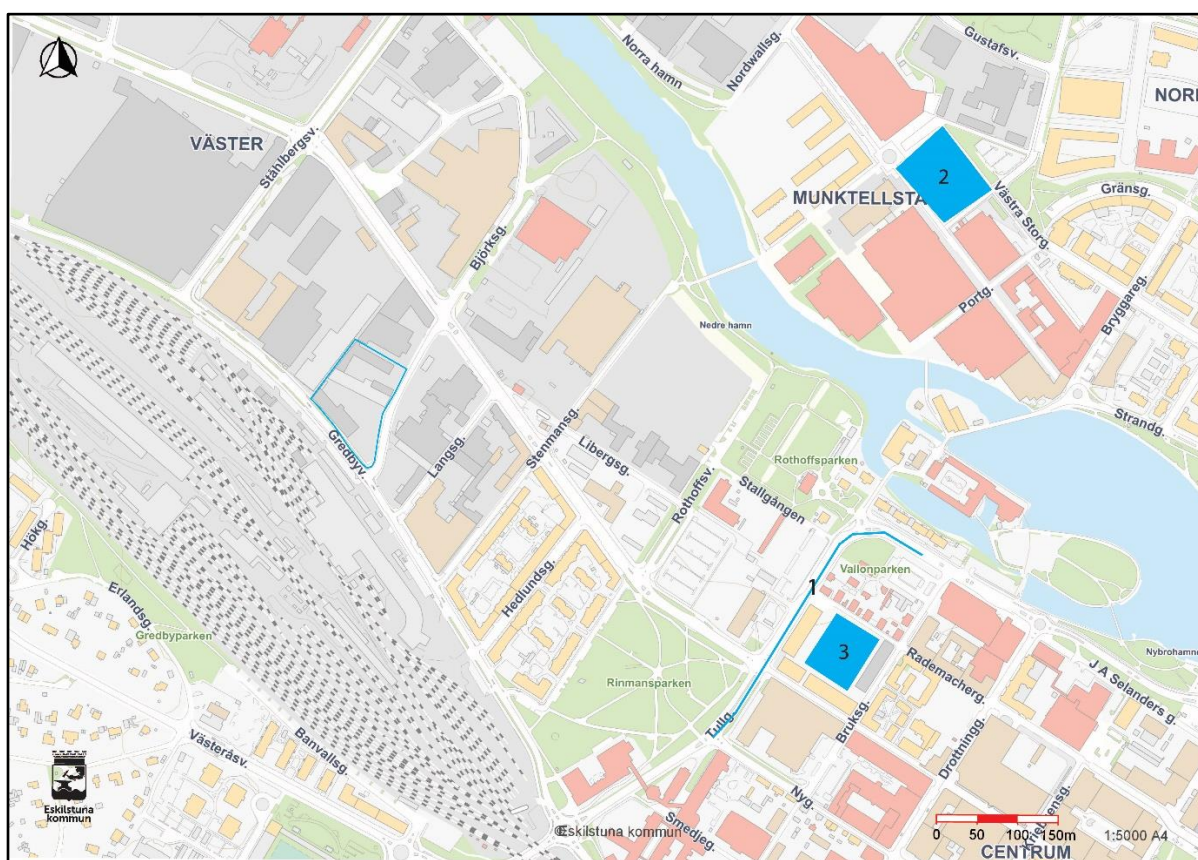 Gustafsv.
Nordwallsg.
Norra hamn
NORR
VÄSTER
Ståhlbergsv.
2
MUNKTELLSTA
Gränsg.
Västra Storg.
Björksg.
Portg.
Bryggareg.
Nedre hamn
Gredbyv.
Langsg.
Stenmansg.
Libergsg.
Rothoffsv.
Rothoffsparken
Stallgången
Strandg.
Hökg.
Erlandsg.
Gredbyparken
Hedlundsg.
Vallonparken
1
3
Rinmansparken
Rademacherg.
Nybrohamnen
J A Selanders g.
Tullg.
Bruksg.
Drottningg.
Västeråsv.
Banvallsg.
Nyg.
Smedjeg.
Eskilstuna
kommun
©Eskilstuna kommun
0 50 100 150m
1:5000 A4
CENTRUM